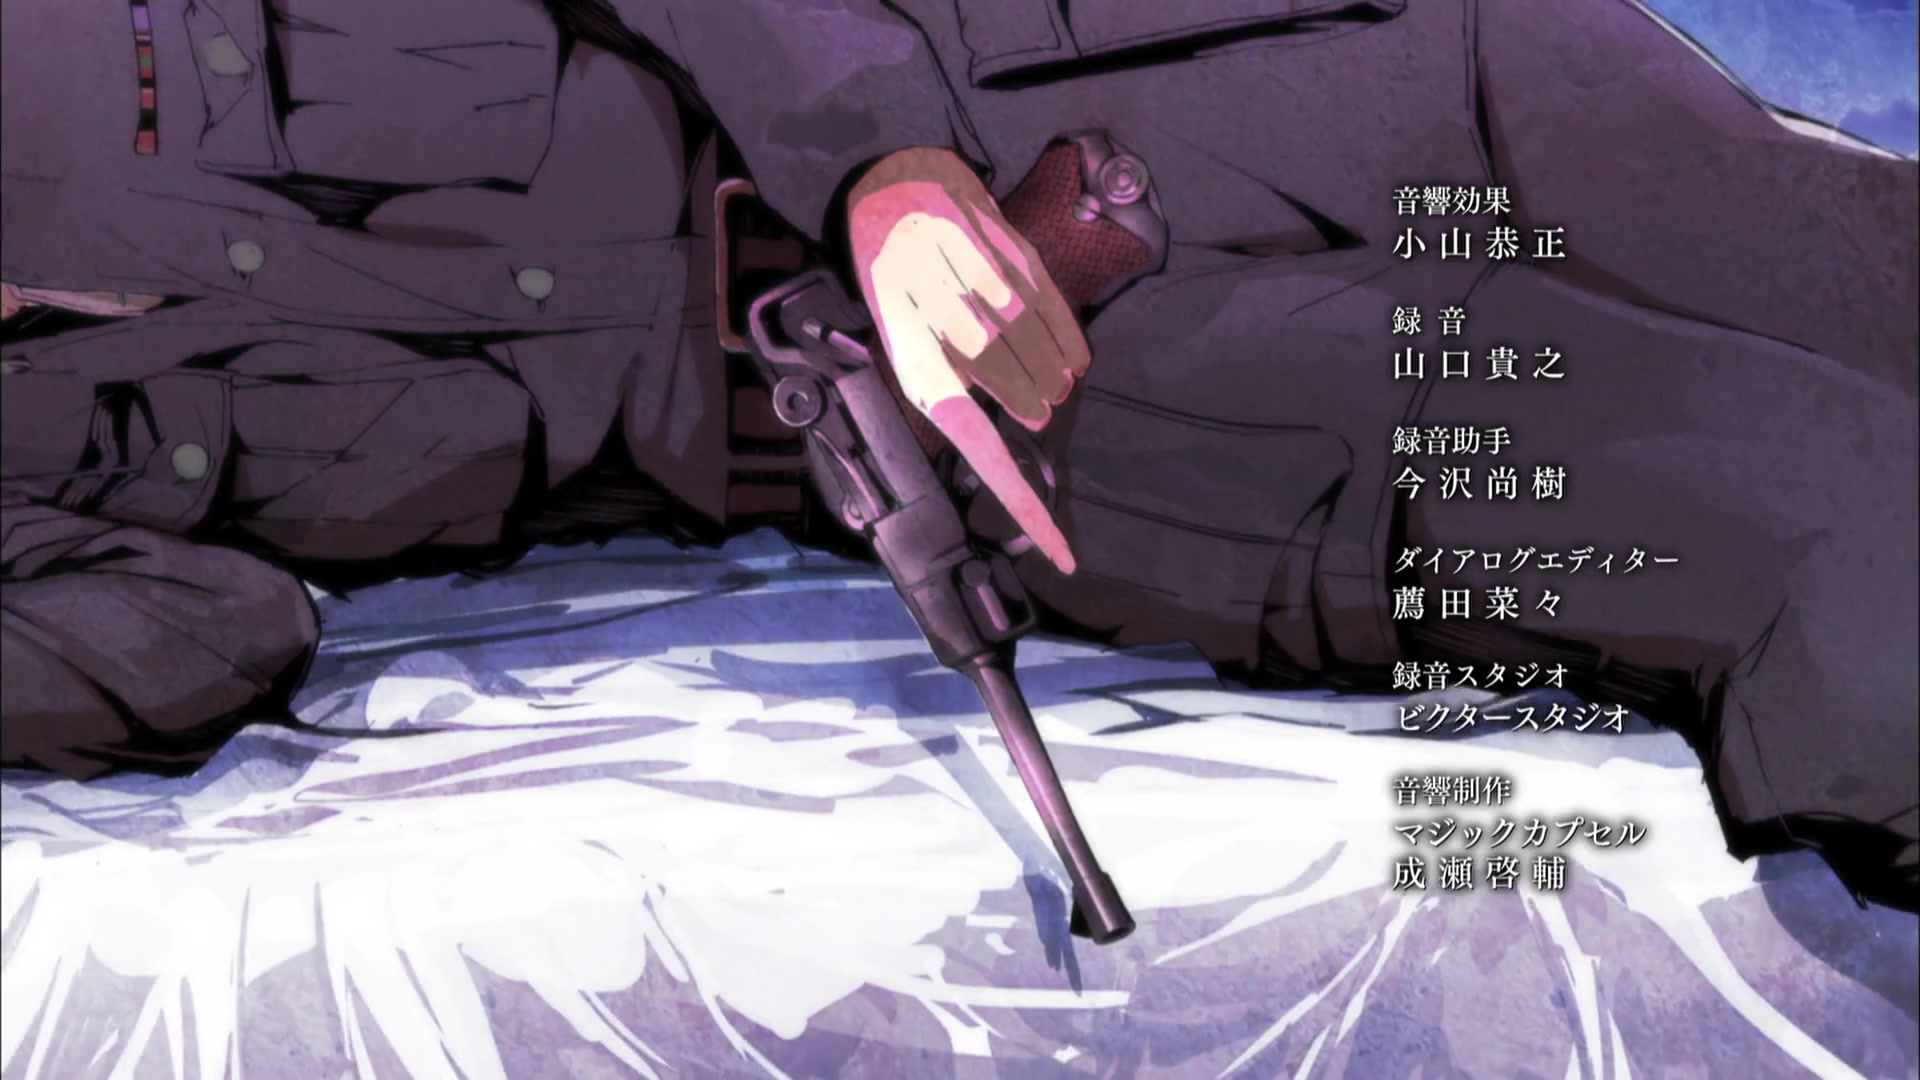 音響効果
小山恭正
録音
山口貴之
録音助手
今沢尚樹
ダイアログエディター
薦田菜々
録音スタジオ
ビクタースタジオ
音響制作
マジックカプセル
成瀬啓輔